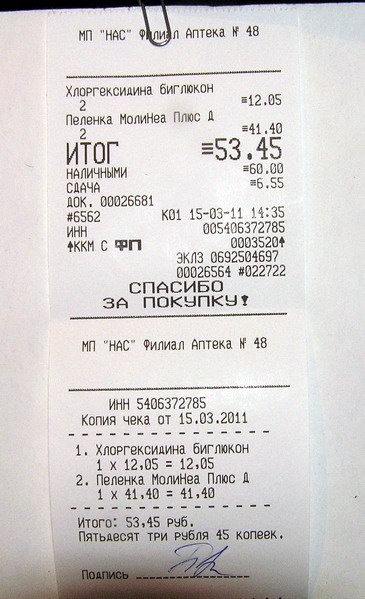 МП "НАС" Филиал Аптека № 48
Хлоргексидина биглюкон
2 ≡12.05
Пеленка МолиНеа Плюс Д
2 ≡41.40
ИТОГ ≡53.45
НАЛИЧНЫМИ ≡60.00
СДАЧА ≡6.55
ДОК. 00026681
#6562 К01 15-03-11 14:35
ИНН 005406372785
ККМ С ФП 0003520
ЭКЛЗ 0692504697
00026564 #022722
СПАСИБО
ЗА ПОКУПКУ!
МП "НАС" Филиал Аптека № 48
ИНН 5406372785
Копия чека от 15.03.2011
1. Хлоргексидина биглюкон
1 х 12,05 = 12,05
2. Пеленка МолиНеа Плюс Д
1 х 41,40 = 41,40
Итого: 53,45 руб.
Пятьдесят три рубля 45 копеек.
Подпись